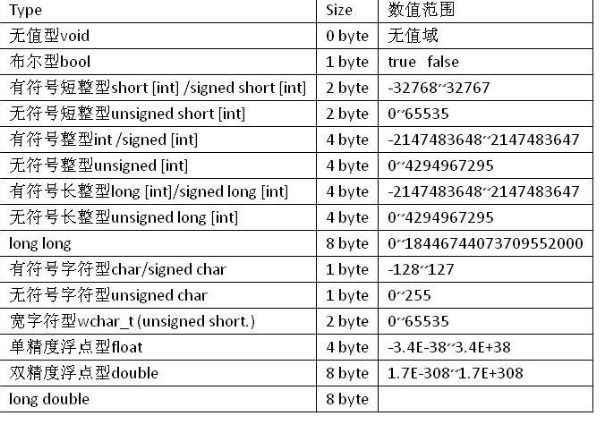 Type Size 数值范围
无值型void 0 byte 无值域
布尔型bool 1 byte true false
有符号短整型short [int] /signed short [int] 2 byte -32768~32767
无符号短整型unsigned short [int] 2 byte 0~65535
有符号整型int /signed [int] 4 byte -2147483648~2147483647
无符号整型unsigned [int] 4 byte 0~4294967295
有符号长整型long [int]/signed long [int] 4 byte -2147483648~2147483647
无符号长整型unsigned long [int] 4 byte 0~4294967295
long long 8 byte 0~18446744073709552000
有符号字符型char/signed char 1 byte -128~127
无符号字符型unsigned char 1 byte 0~255
宽字符型wchar_t (unsigned short.) 2 byte 0~65535
单精度浮点型float 4 byte -3.4E-38~3.4E+38
双精度浮点型double 8 byte 1.7E-308~1.7E+308
long double 8 byte